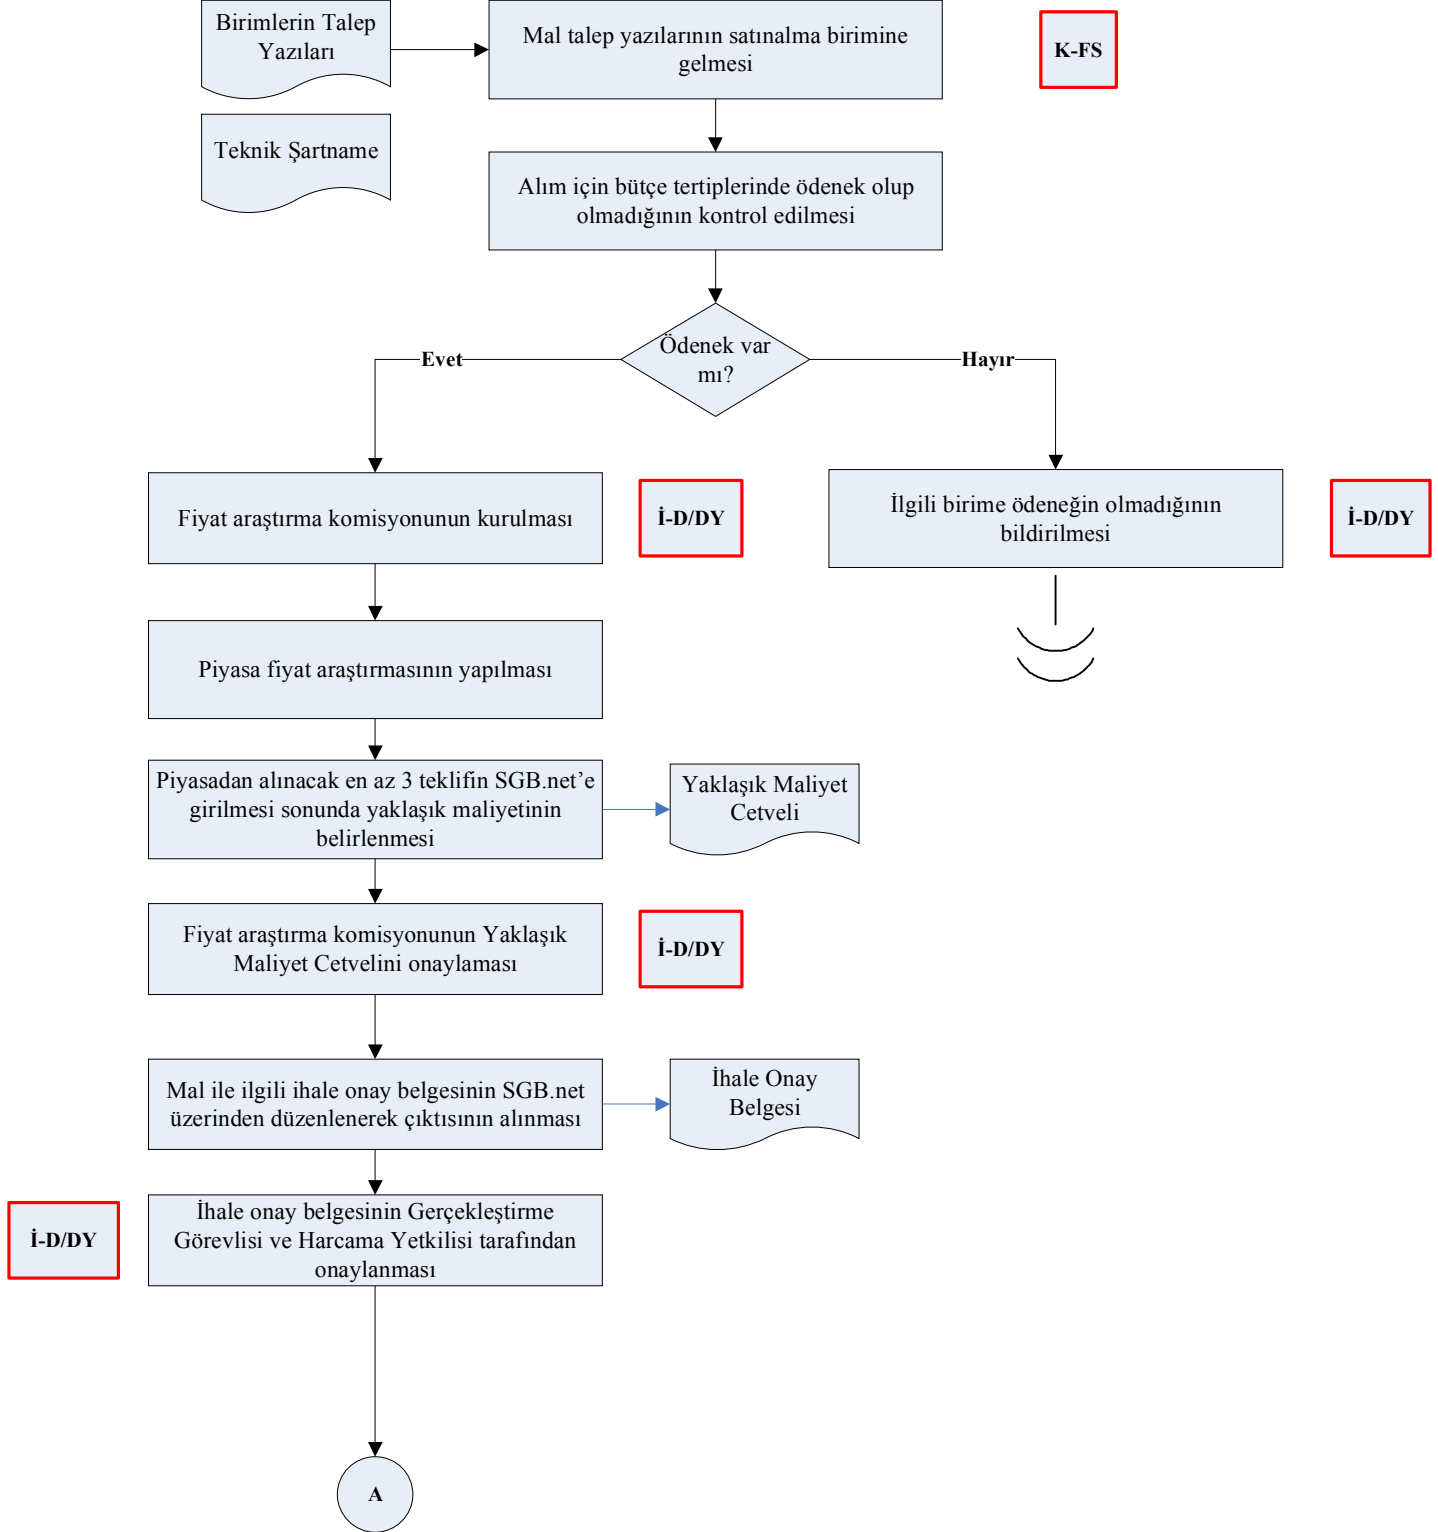 Birimlerin Talep
Yazıları
Mal talep yazılarının satınalma birimine
gelmesi
K-FS
Teknik Şartname
Alım için bütçe tertiplerinde ödenek olup
olmadığının kontrol edilmesi
Ödenek var
mı?
Evet
Hayır
Fiyat araştırma komisyonunun kurulması
İ-D/DY
İlgili birime ödeneğin olmadığının
bildirilmesi
İ-D/DY
Piyasa fiyat araştırmasının yapılması
Piyasadan alınacak en az 3 teklifin SGB.net’e
girilmesi sonunda yaklaşık maliyetinin
belirlenmesi
Yaklaşık Maliyet
Cetveli
Fiyat araştırma komisyonunun Yaklaşık
Maliyet Cetvelini onaylaması
İ-D/DY
Mal ile ilgili ihale onay belgesinin SGB.net
üzerinden düzenlenerek çıktısının alınması
İhale Onay
Belgesi
İ-D/DY
İhale onay belgesinin Gerçekleştirme
Görevlisi ve Harcama Yetkilisi tarafından
onaylanması
A